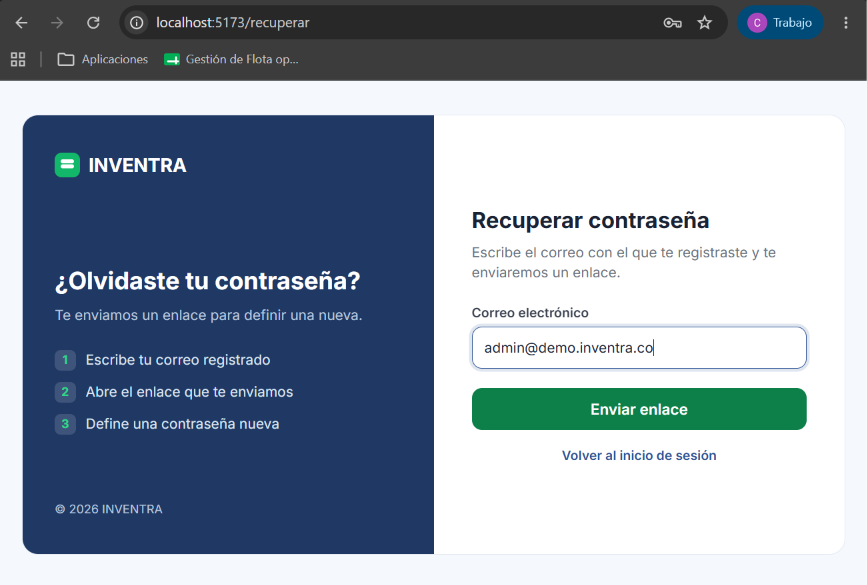 localhost:5173/recuperar
C Trabajo
Aplicaciones
Gestión de Flota op...
INVENTRA
¿Olvidaste tu contraseña?
Te enviamos un enlace para definir una nueva.
1 Escribe tu correo registrado
2 Abre el enlace que te enviamos
3 Define una contraseña nueva
© 2026 INVENTRA
Recuperar contraseña
Escribe el correo con el que te registraste y te
enviaremos un enlace.
Correo electrónico
admin@demo.inventra.co
Enviar enlace
Volver al inicio de sesión